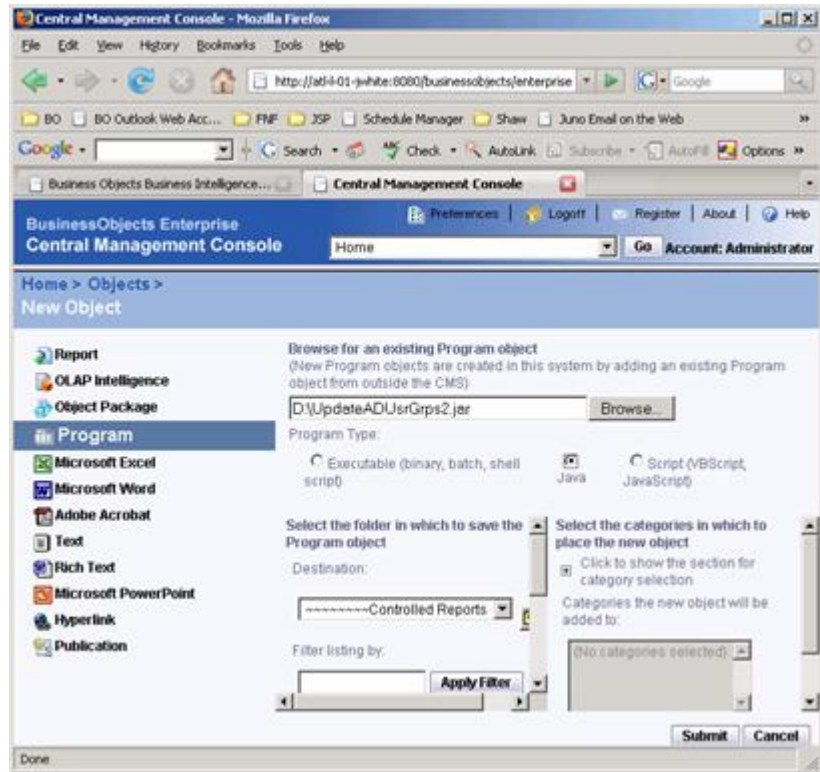 Central Management Console - Mozilla Firefox
File Edit View History Bookmarks Tools Help
http://atl-l-01-jwhite:8080/businessobjects/enterprise
Google
BO BO Outlook Web Acc... FNF JSP Schedule Manager Shaw Juno Email on the Web »
Google Search Check AutoLink Subscribe AutoFill Options »
Business Objects Business Intelligence... Central Management Console
Preferences | Logoff | Register | About | Help
BusinessObjects Enterprise
Central Management Console
Home Go Account: Administrator
Home > Objects >
New Object
Report
OLAP Intelligence
Object Package
Program
Microsoft Excel
Microsoft Word
Adobe Acrobat
Text
Rich Text
Microsoft PowerPoint
Hyperlink
Publication
Browse for an existing Program object
(New Program objects are created in this system by adding an existing Program
object from outside the CMS)
D:\UpdateADUsrGrps2.jar Browse...
Program Type:
Executable (binary, batch, shell
script)
Java
Script (VBScript,
JavaScript)
Select the folder in which to save the
Program object
Destination:
~~~~~~~~Controlled Reports
Filter listing by:
Apply Filter
Select the categories in which to
place the new object
Click to show the section for
category selection
Categories the new object will be
added to:
(No categories selected)
Submit Cancel
Done